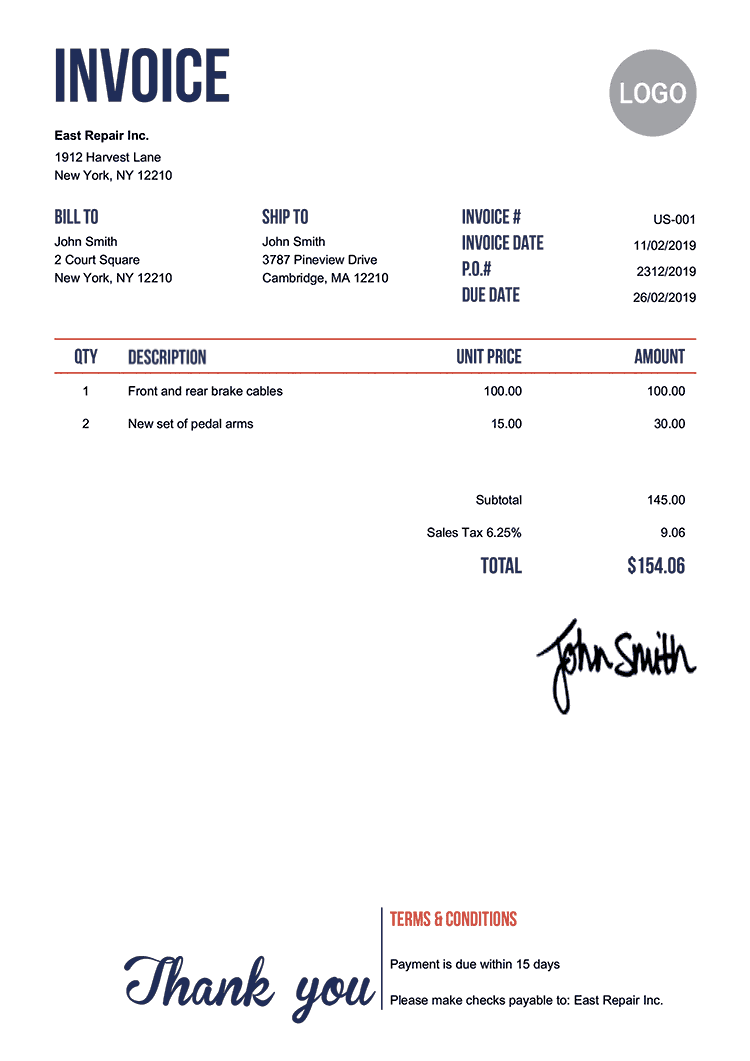 INVOICE
LOGO
East Repair Inc.
1912 Harvest Lane
New York, NY 12210
BILL TO
John Smith
2 Court Square
New York, NY 12210
SHIP TO
John Smith
3787 Pineview Drive
Cambridge, MA 12210
INVOICE # US-001
INVOICE DATE 11/02/2019
P.O.# 2312/2019
DUE DATE 26/02/2019
QTY DESCRIPTION UNIT PRICE AMOUNT
1 Front and rear brake cables 100.00 100.00
2 New set of pedal arms 15.00 30.00
Subtotal 145.00
Sales Tax 6.25% 9.06
TOTAL $154.06
John Smith
Thank you
TERMS & CONDITIONS
Payment is due within 15 days
Please make checks payable to: East Repair Inc.